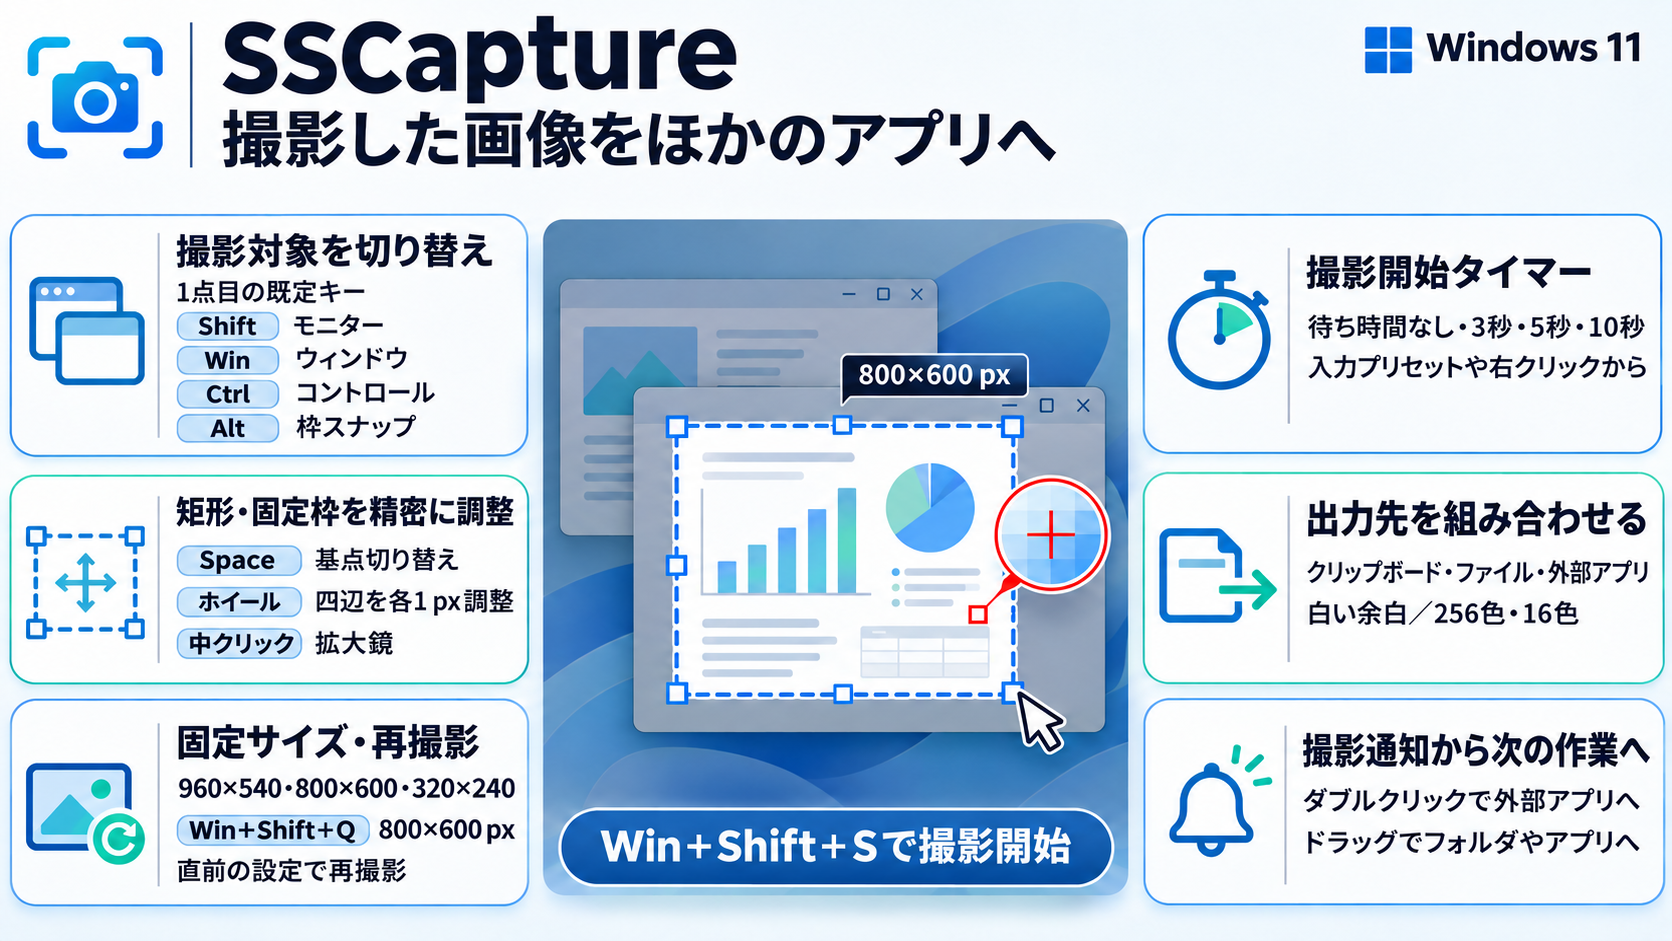 SSCapture
撮影した画像をほかのアプリへ
Windows 11
撮影対象を切り替え
1点目の既定キー
Shift モニター
Win ウィンドウ
Ctrl コントロール
Alt 枠スナップ
矩形・固定枠を精密に調整
Space 基点切り替え
ホイール 四辺を各1px調整
中クリック 拡大鏡
固定サイズ・再撮影
960×540・800×600・320×240
Win+Shift+Q 800×600px
直前の設定で再撮影
800×600 px
Win+Shift+Sで撮影開始
撮影開始タイマー
待ち時間なし・3秒・5秒・10秒
入力プリセットや右クリックから
出力先を組み合わせる
クリップボード・ファイル・外部アプリ
白い余白／256色・16色
撮影通知から次の作業へ
ダブルクリックで外部アプリへ
ドラッグでフォルダやアプリへ